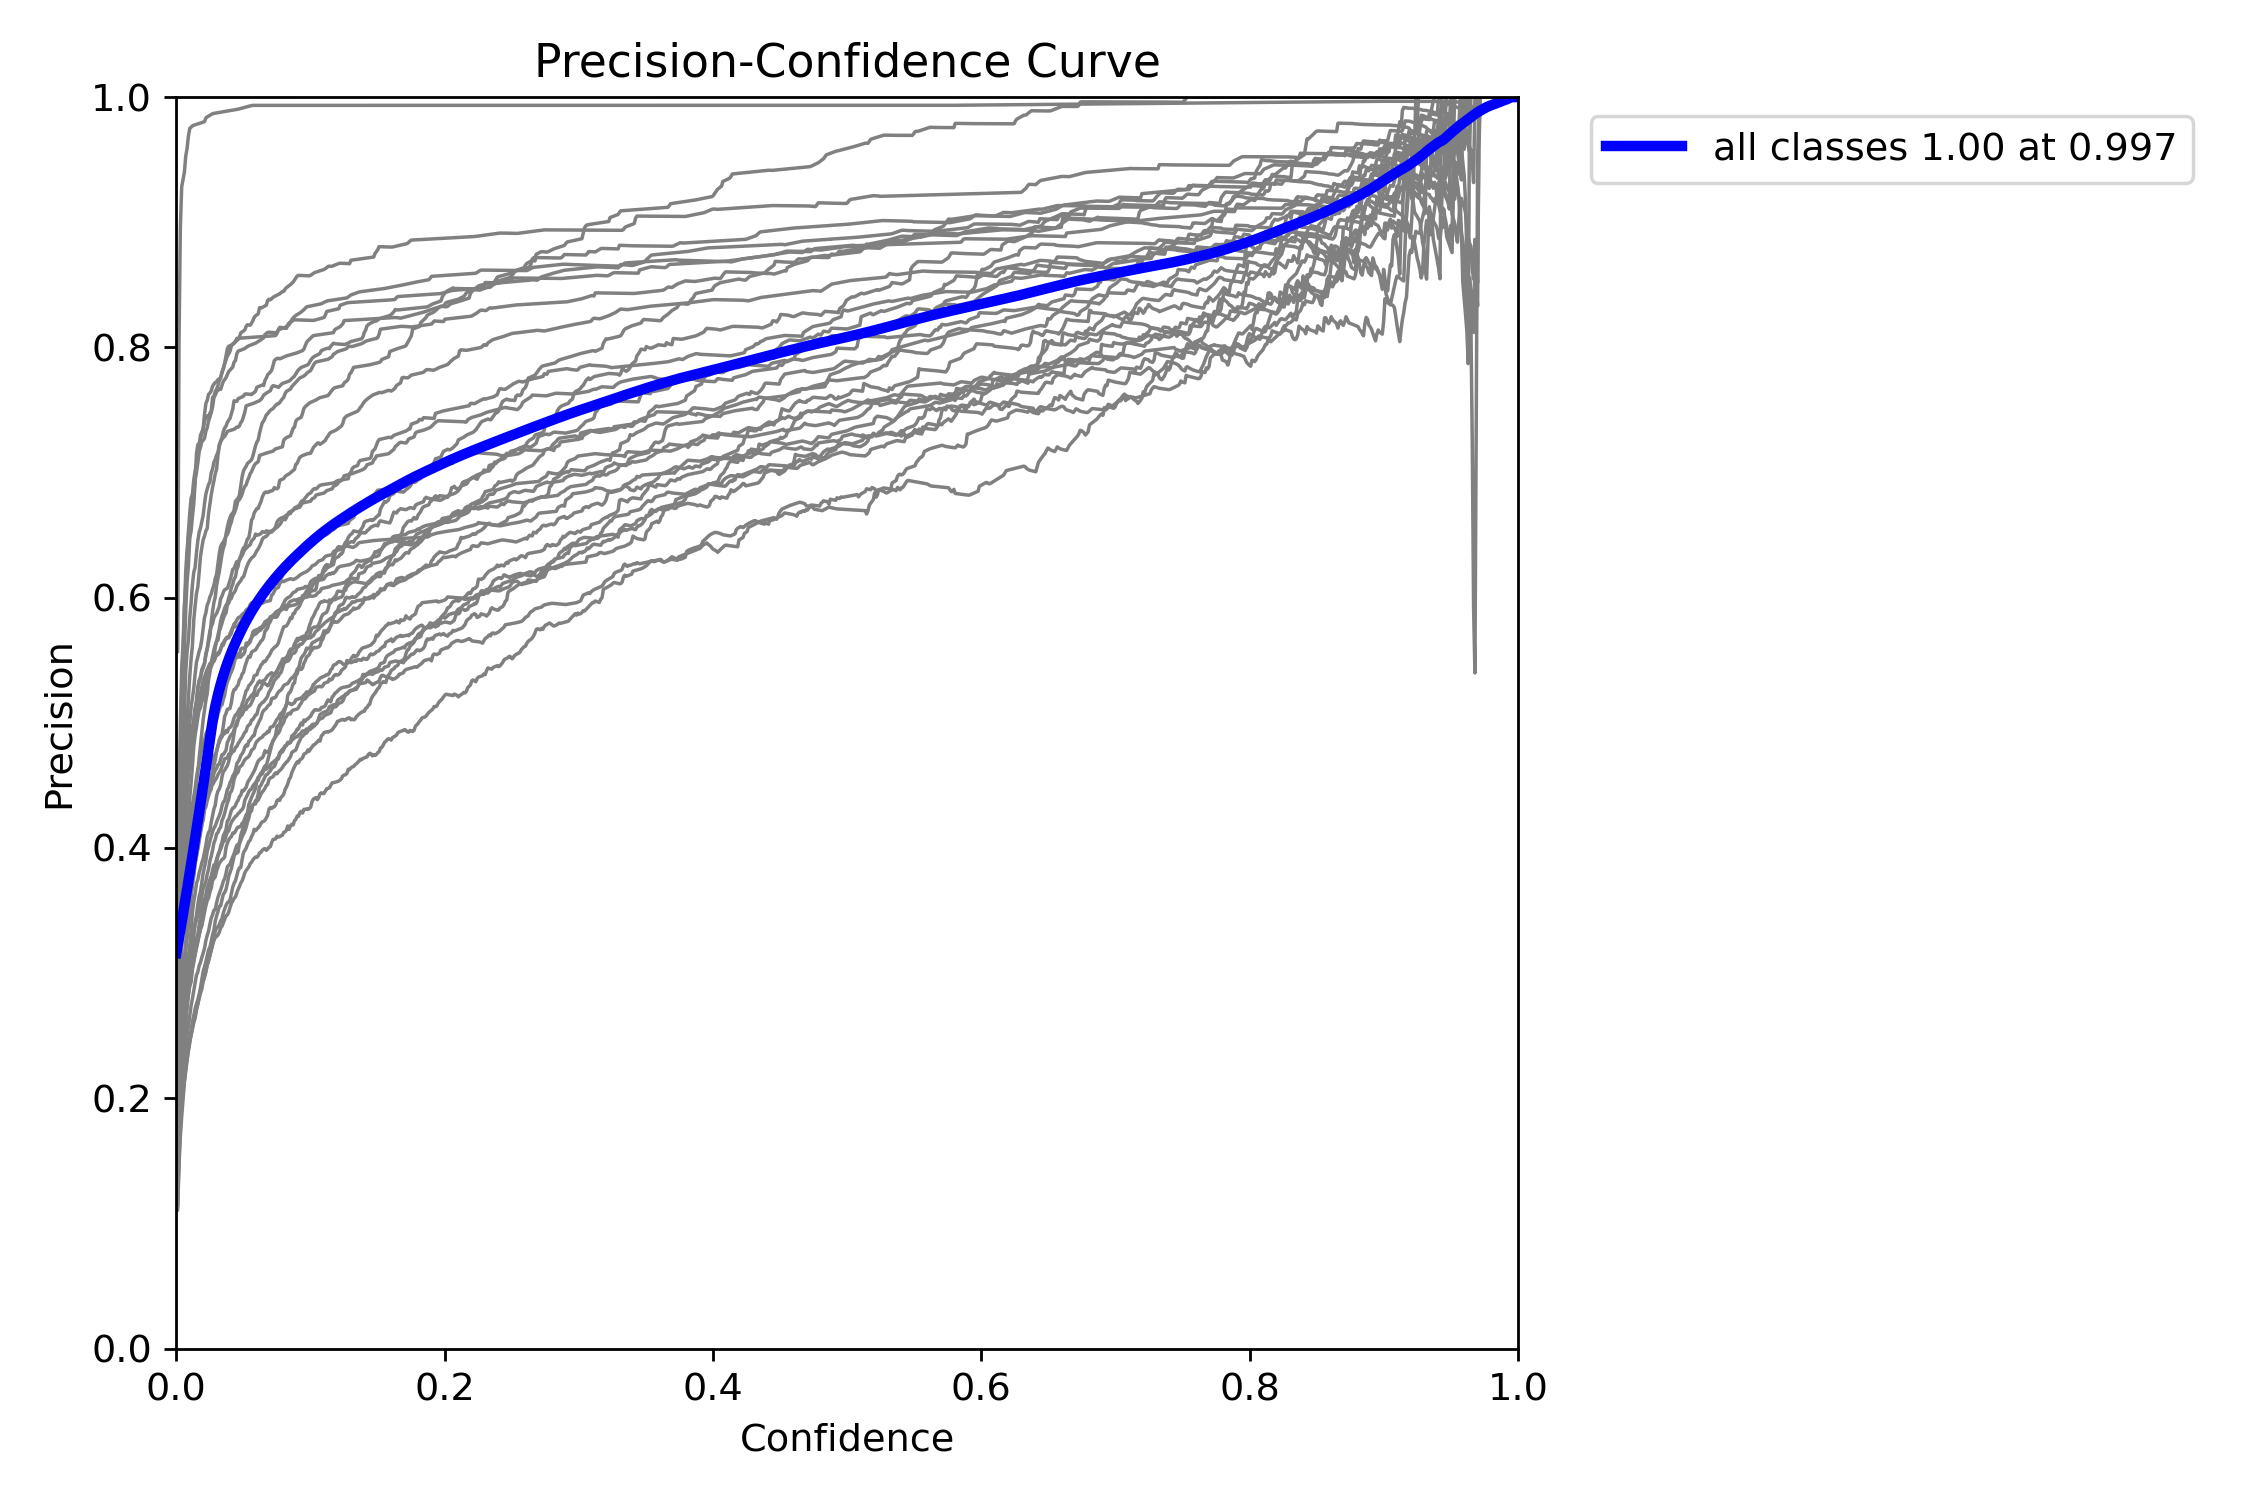 Precision-Confidence Curve
all classes 1.00 at 0.997
1.0
0.8
0.6
0.4
0.2
0.0
Precision
0.0 0.2 0.4 0.6 0.8 1.0
Confidence